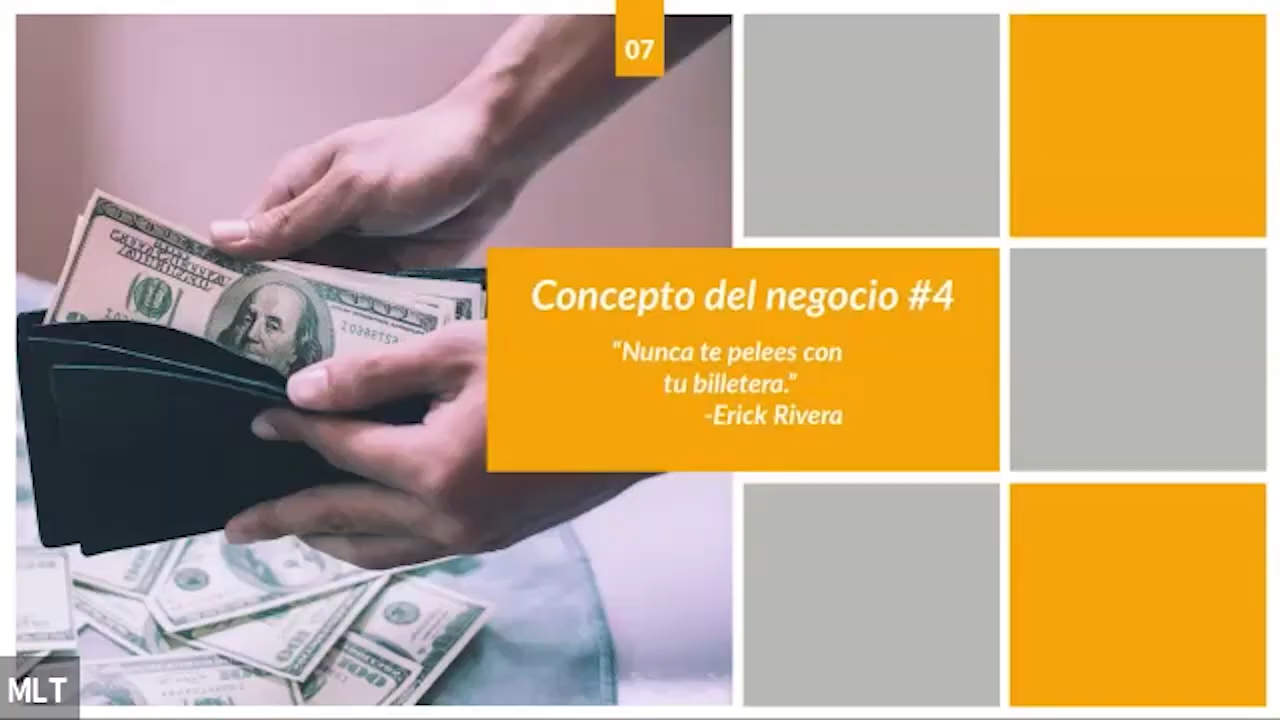 07
Concepto del negocio #4
“Nunca te pelees con
tu billetera.”
-Erick Rivera
MLT